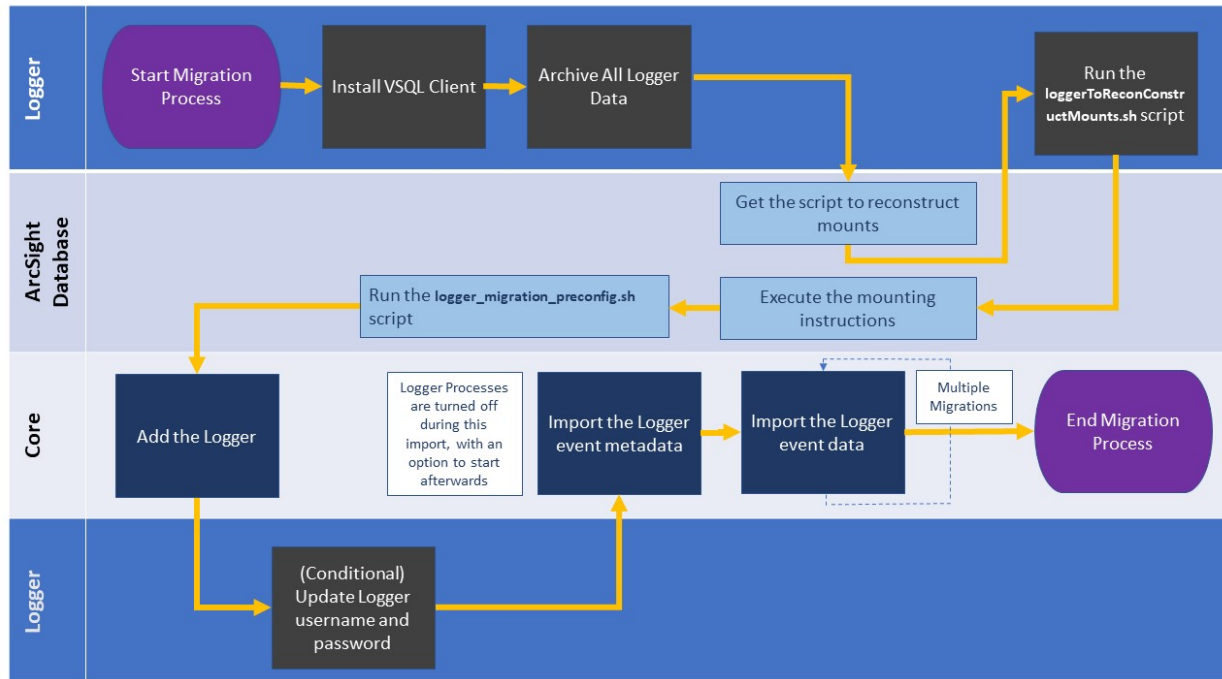 Logger
Start Migration
Process
Install VSQL Client
Archive All Logger
Data
Run the
loggerToReconConstr
uctMounts.sh script
ArcSight
Database
Get the script to reconstruct
mounts
Run the logger_migration_preconfig.sh
script
Execute the mounting
instructions
Core
Add the Logger
Logger Processes
are turned off
during this
import, with an
option to start
afterwards
Import the Logger
event metadata
Import the Logger
event data
Multiple
Migrations
End Migration
Process
Logger
(Conditional)
Update Logger
username and
password